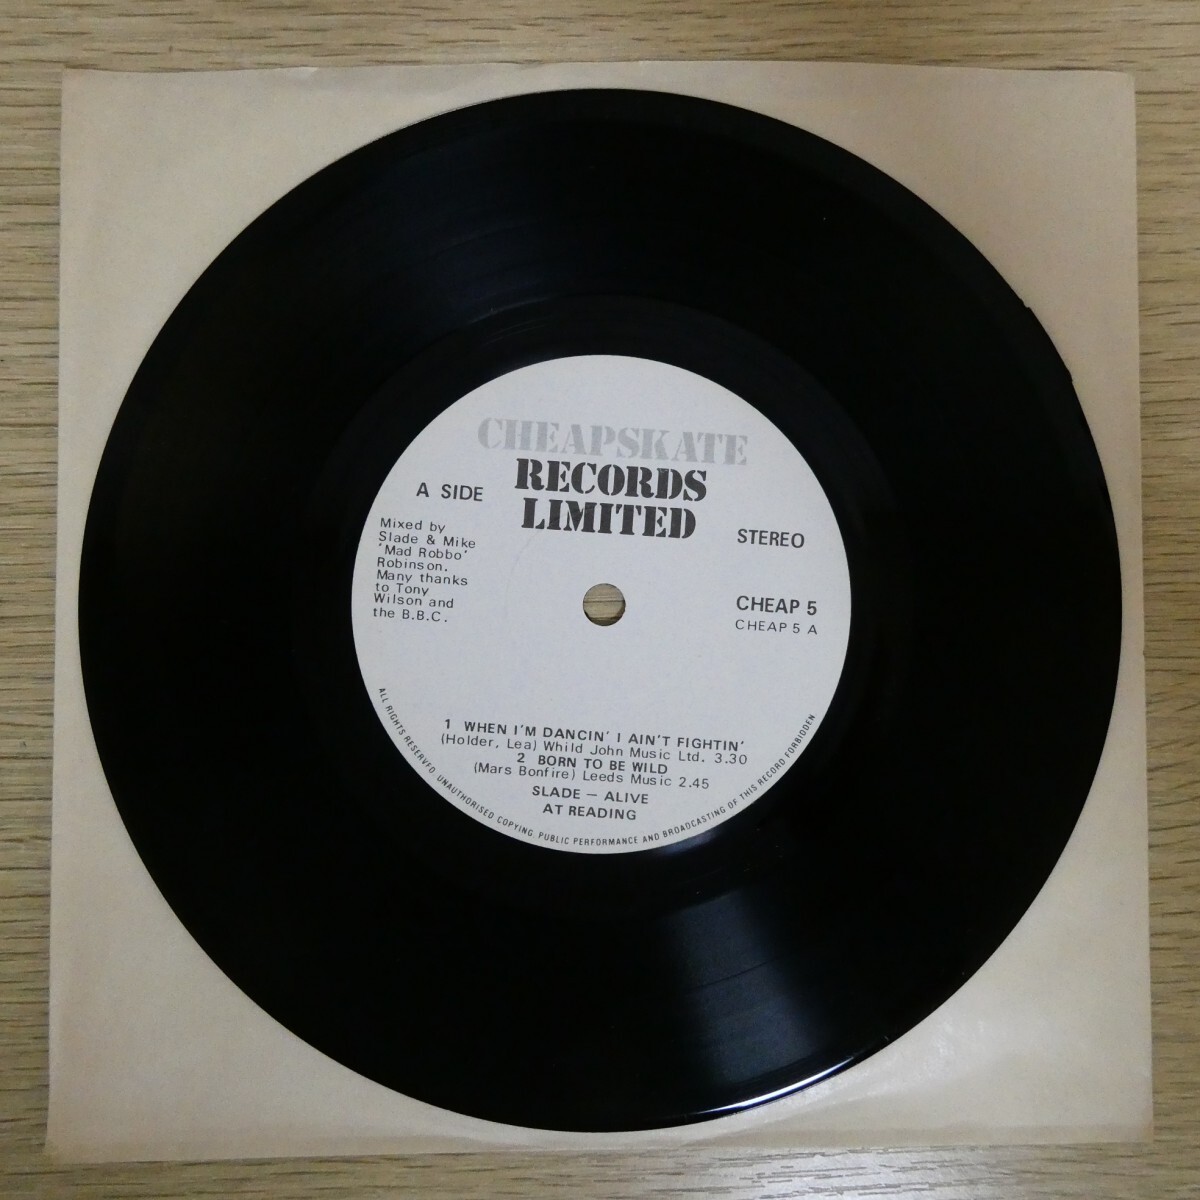 CHEAPSKATE
RECORDS
LIMITED
A SIDE
Mixed by
Slade & Mike
'Mad Robbo'
Robinson.
Many thanks
to Tony
Wilson and
the B.B.C.
STEREO
CHEAP 5
CHEAP 5 A
1 WHEN I'M DANCIN' I AIN'T FIGHTIN'
(Holder, Lea) Whild John Music Ltd. 3.30
2 BORN TO BE WILD
(Mars Bonfire) Leeds Music 2.45
SLADE – ALIVE
AT READING
ALL RIGHTS RESERVFD. UNAUTHORISED COPYING, PUBLIC PERFORMANCE AND BROADCASTING OF THIS RECORD FORBIDDEN